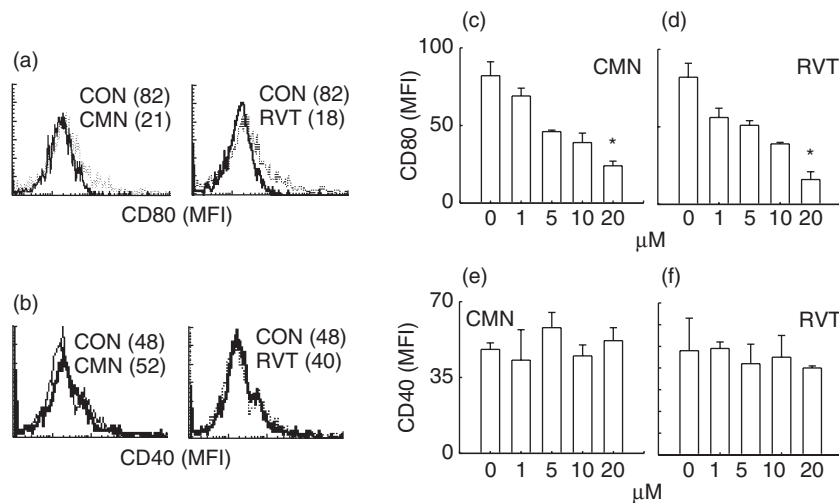 (a)
CON (82)
CMN (21)
CON (82)
RVT (18)
CD80 (MFI)
(b)
CON (48)
CMN (52)
CON (48)
RVT (40)
CD40 (MFI)
(c)
CMN
CD80 (MFI)
100
50
0
*
0 1 5 10 20
(d)
RVT
*
0 1 5 10 20
μM
(e)
CMN
CD40 (MFI)
70
35
0
0 1 5 10 20
(f)
RVT
0 1 5 10 20
μM